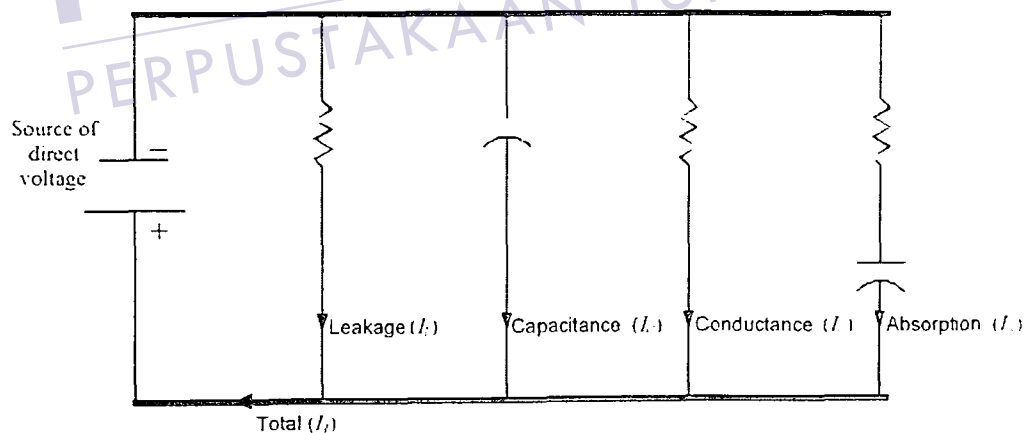 PERPUSTAKAAN
Source of
direct
voltage
−
+
Leakage
Capacitance
Conductance
Absorption
Total